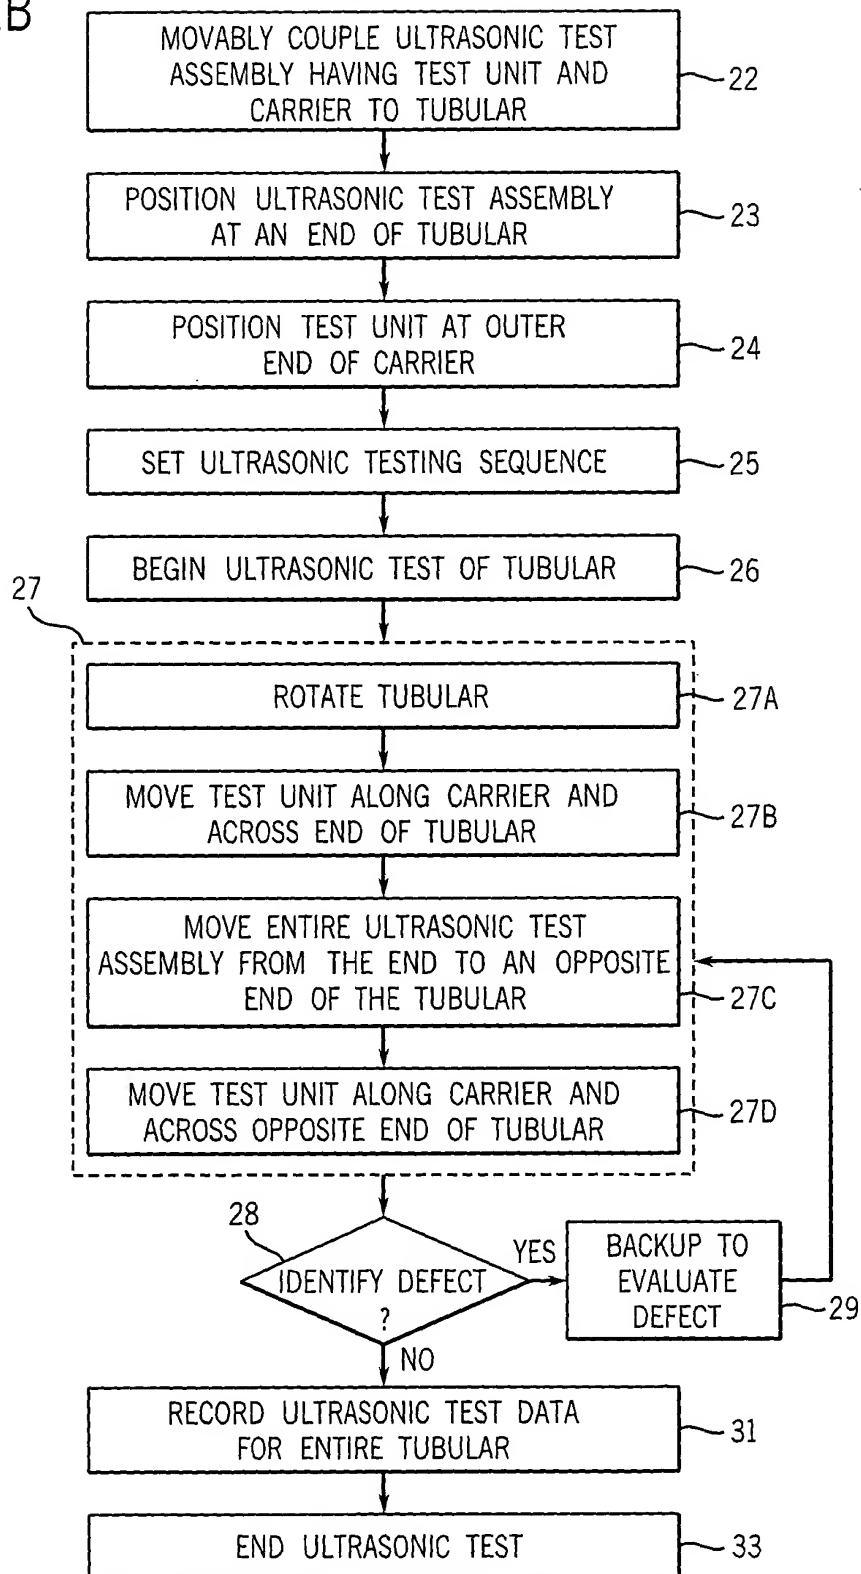 B
MOVABLY COUPLE ULTRASONIC TEST
ASSEMBLY HAVING TEST UNIT AND
CARRIER TO TUBULAR
22
POSITION ULTRASONIC TEST ASSEMBLY
AT AN END OF TUBULAR
23
POSITION TEST UNIT AT OUTER
END OF CARRIER
24
SET ULTRASONIC TESTING SEQUENCE
25
BEGIN ULTRASONIC TEST OF TUBULAR
26
27
ROTATE TUBULAR
27A
MOVE TEST UNIT ALONG CARRIER AND
ACROSS END OF TUBULAR
27B
MOVE ENTIRE ULTRASONIC TEST
ASSEMBLY FROM THE END TO AN OPPOSITE
END OF THE TUBULAR
27C
MOVE TEST UNIT ALONG CARRIER AND
ACROSS OPPOSITE END OF TUBULAR
27D
28
IDENTIFY DEFECT
?
YES
BACKUP TO
EVALUATE
DEFECT
29
NO
RECORD ULTRASONIC TEST DATA
FOR ENTIRE TUBULAR
31
END ULTRASONIC TEST
33